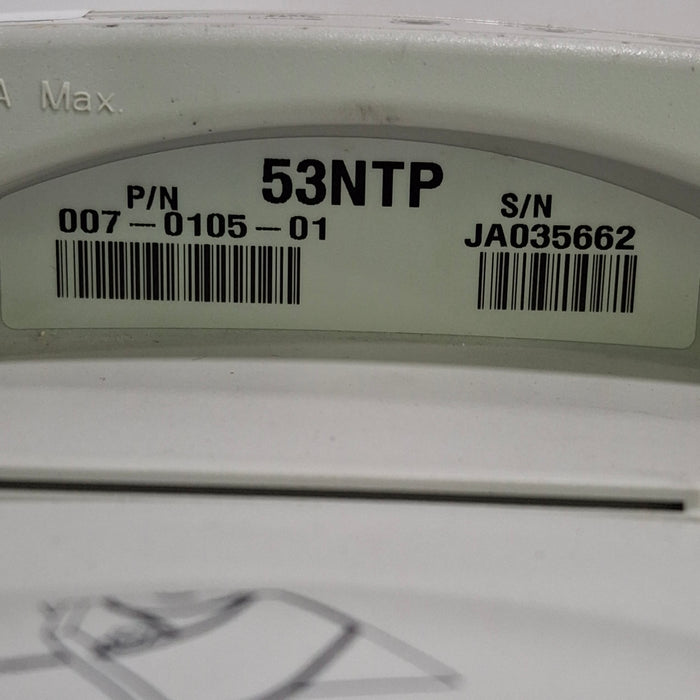 A Max.
53NTP
P/N
007-0105-01
S/N
JA035662